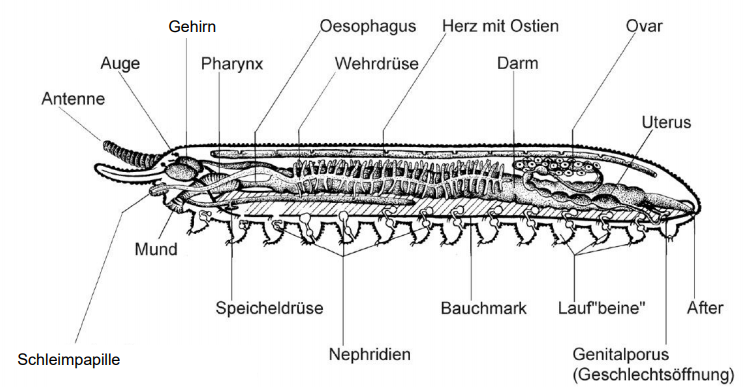 Gehirn
Oesophagus
Herz mit Ostien
Ovar
Auge
Pharynx
Wehrdrüse
Darm
Antenne
Uterus
Mund
Speicheldrüse
Bauchmark
Lauf"beine"
After
Schleimpapille
Nephridien
Genitalporus
(Geschlechtsöffnung)